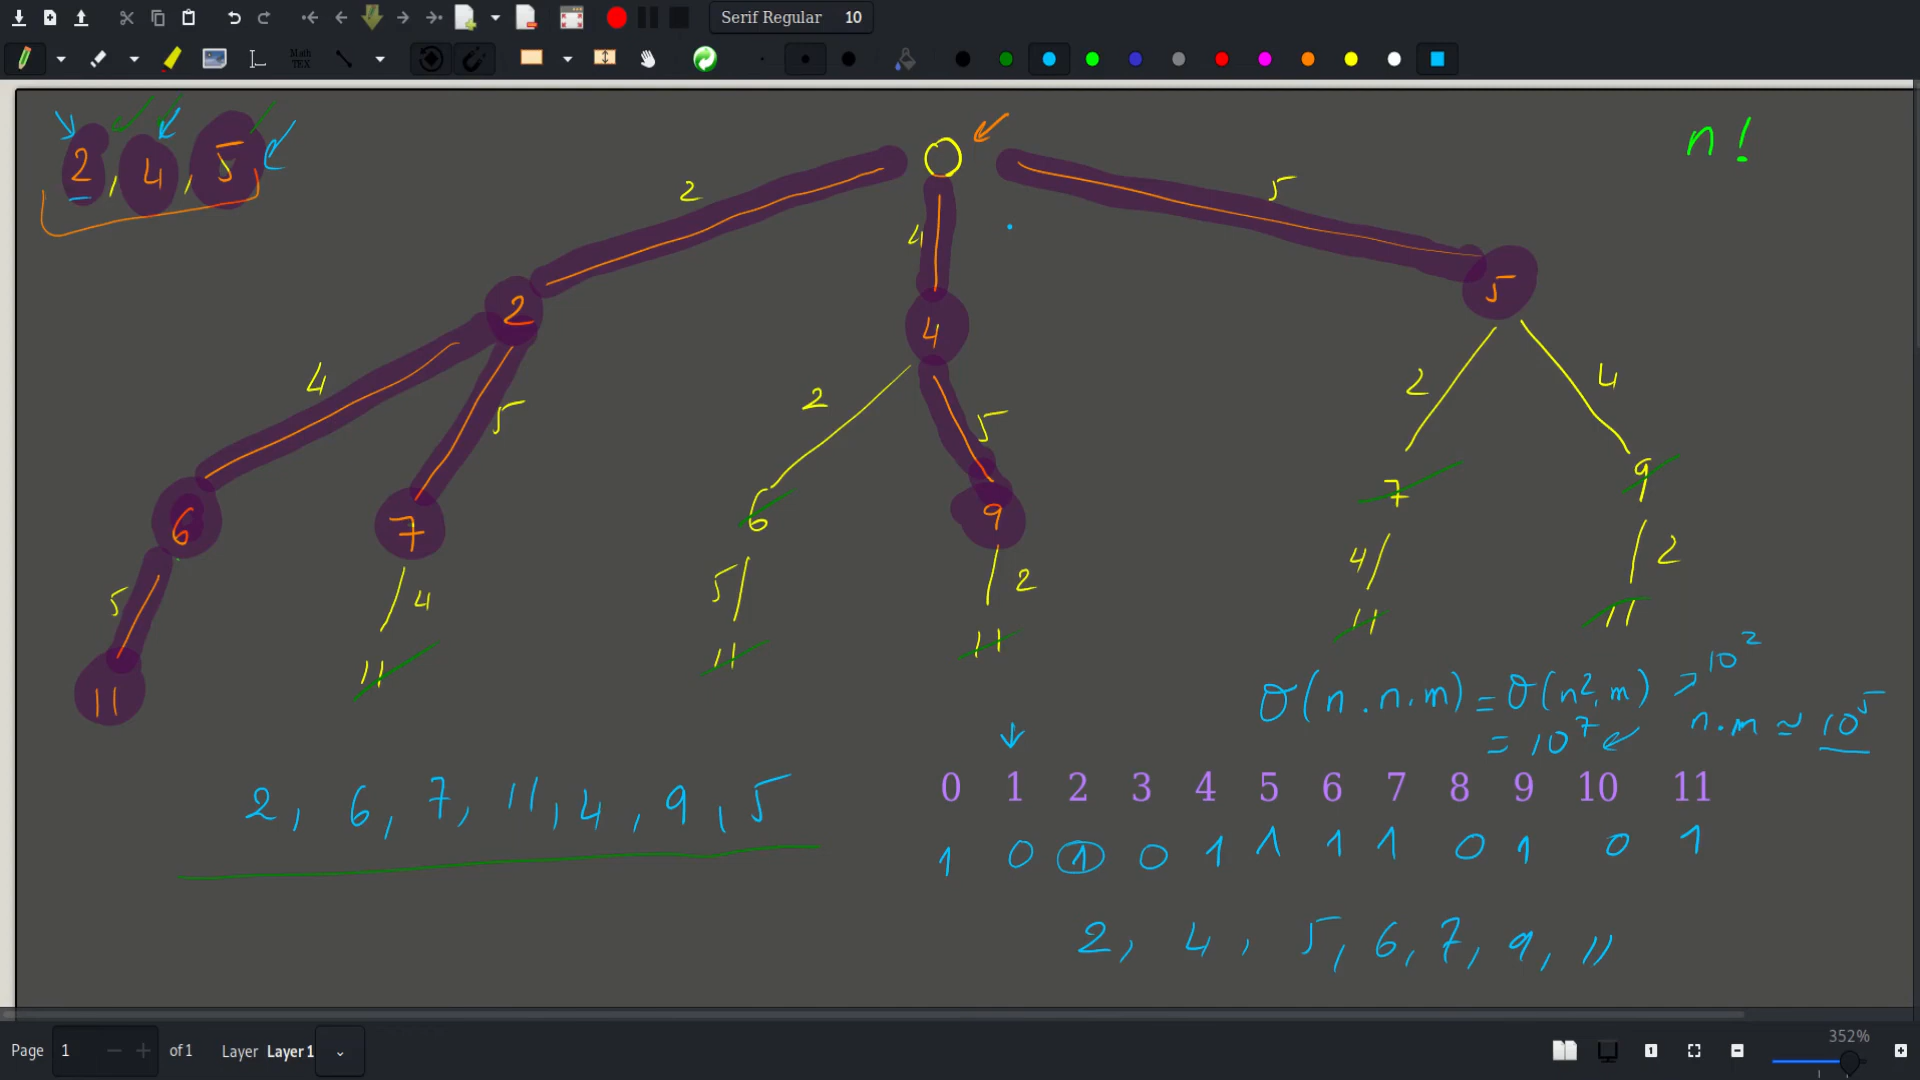 Serif Regular 10
Math
TEX
2, 4, 5
n!
2
4
5
2
4
5
4
5
2
5
2
4
6
7
6
9
7
9
5
4
5
2
4
2
11
11
11
11
11
11
O(n.n.m) = O(n².m) → 10²
= 10⁷
n.m ≃ 10⁵
0 1 2 3 4 5 6 7 8 9 10 11
1 0 1 0 1 1 1 1 0 1 0 1
2, 6, 7, 11, 4, 9, 5
2, 4, 5, 6, 7, 9, 11
Page 1 of 1 Layer Layer 1
352%